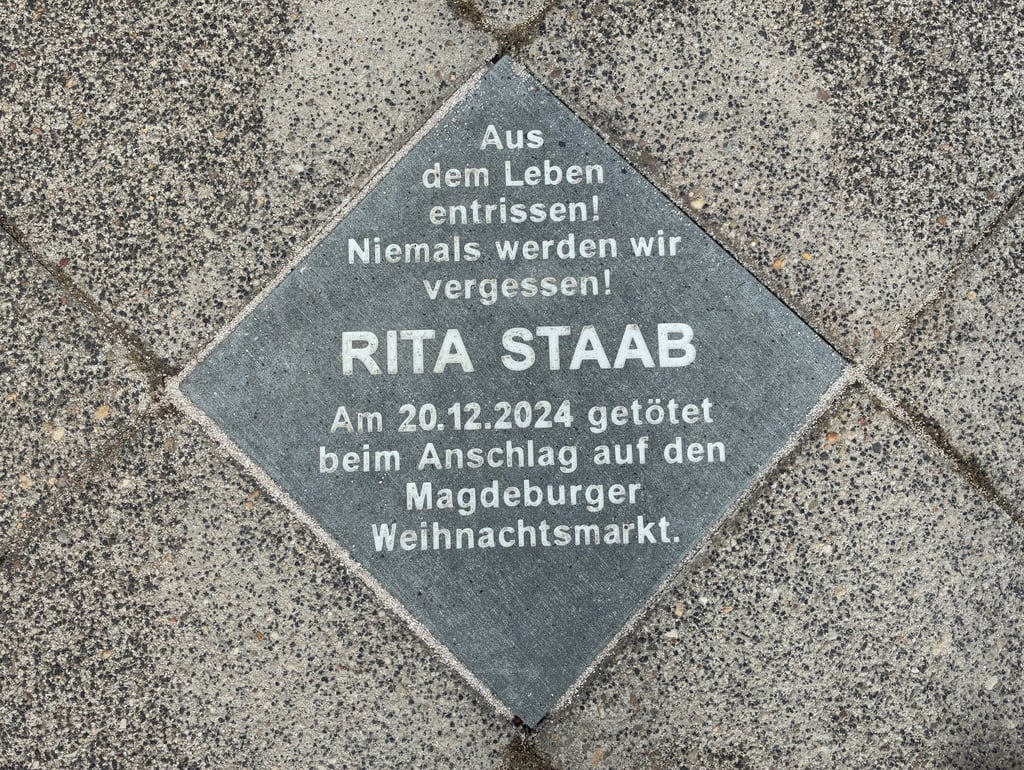 Aus
dem Leben
entrissen!
Niemals werden wir
vergessen!
RITA STAAB
Am 20.12.2024 getötet
beim Anschlag auf den
Magdeburger
Weihnachtsmarkt.